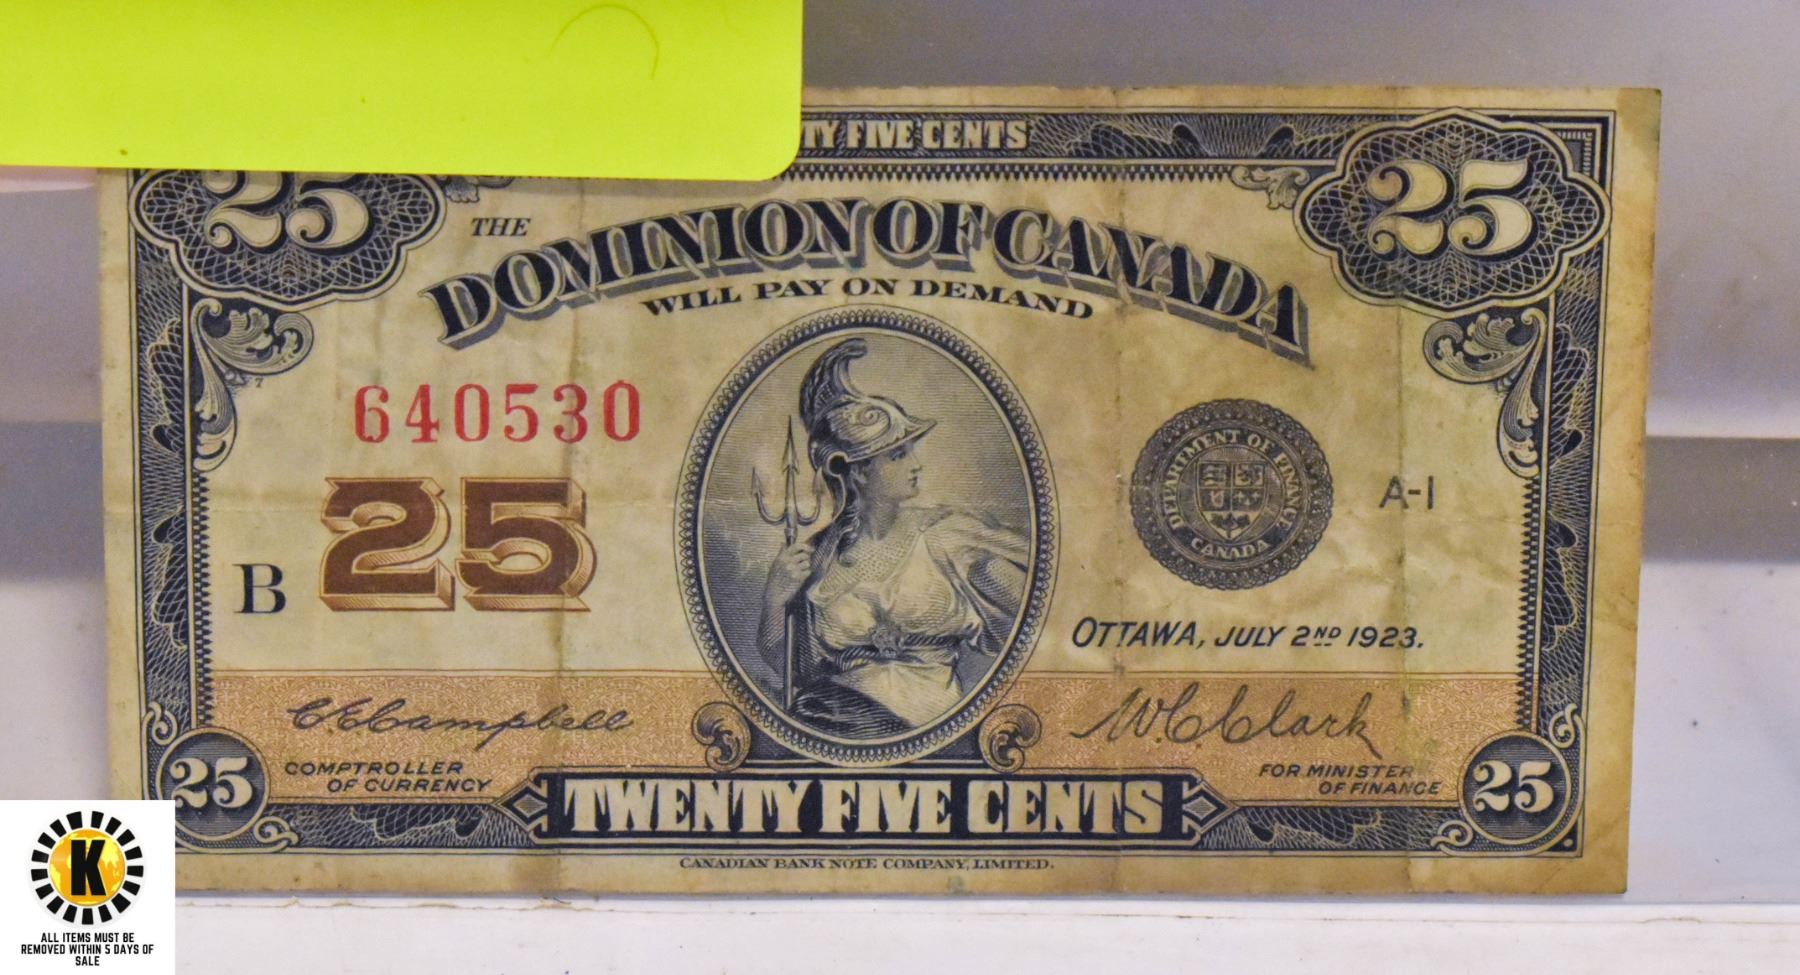 TY FIVE CENTS
25
25
THE
DOMINION OF CANADA
WILL PAY ON DEMAND
640530
25
B
DEPARTMENT OF FINANCE
CANADA
A-1
OTTAWA, JULY 2ND 1923.
C.E. Campbell
W C Clark
COMPTROLLER
OF CURRENCY
FOR MINISTER
OF FINANCE
25
TWENTY FIVE CENTS
25
CANADIAN BANK NOTE COMPANY, LIMITED.
K
ALL ITEMS MUST BE
REMOVED WITHIN 5 DAYS OF
SALE